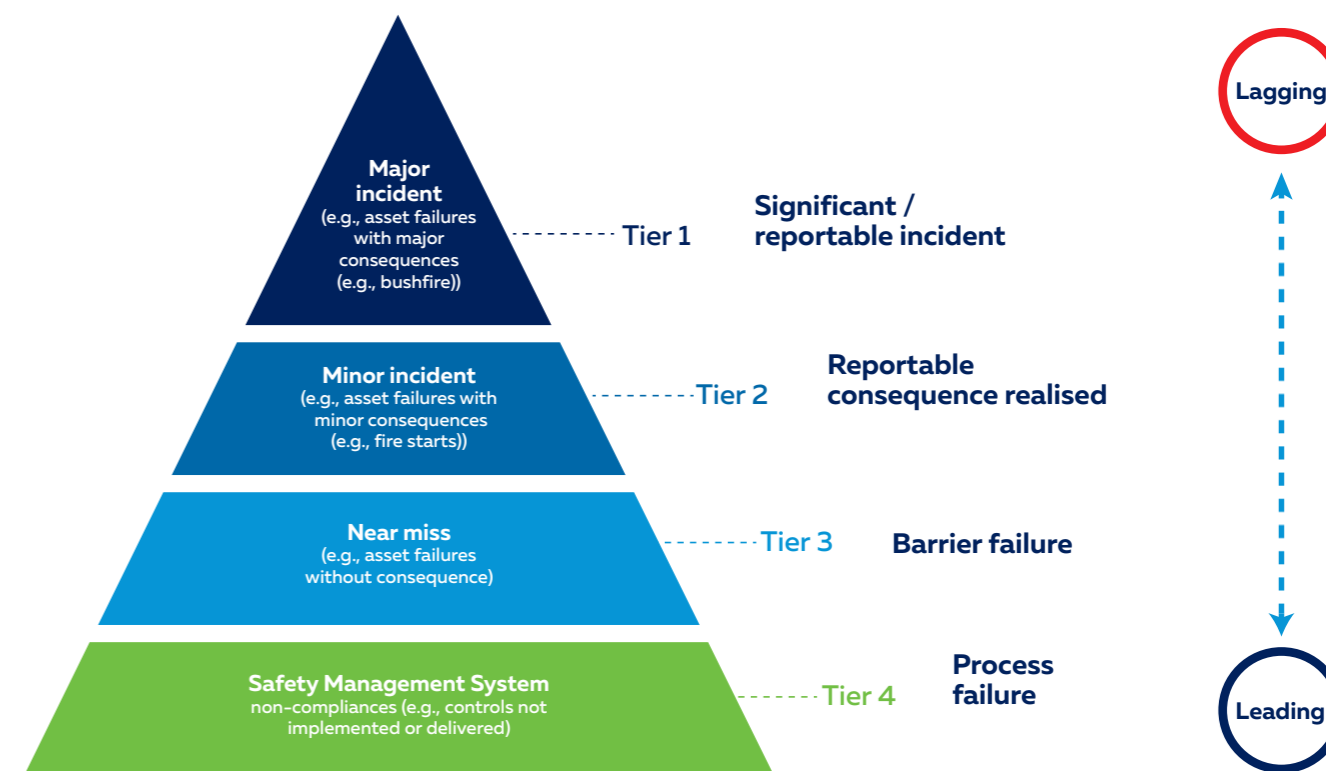 Lagging
Major
incident
(e.g., asset failures
with major
consequences
(e.g., bushfire))
Tier 1
Significant /
reportable incident
Minor incident
(e.g., asset failures with
minor consequences
(e.g., fire starts))
Tier 2
Reportable
consequence realised
Near miss
(e.g., asset failures
without consequence)
Tier 3
Barrier failure
Safety Management System
non-compliances (e.g., controls not
implemented or delivered)
Tier 4
Process
failure
Leading